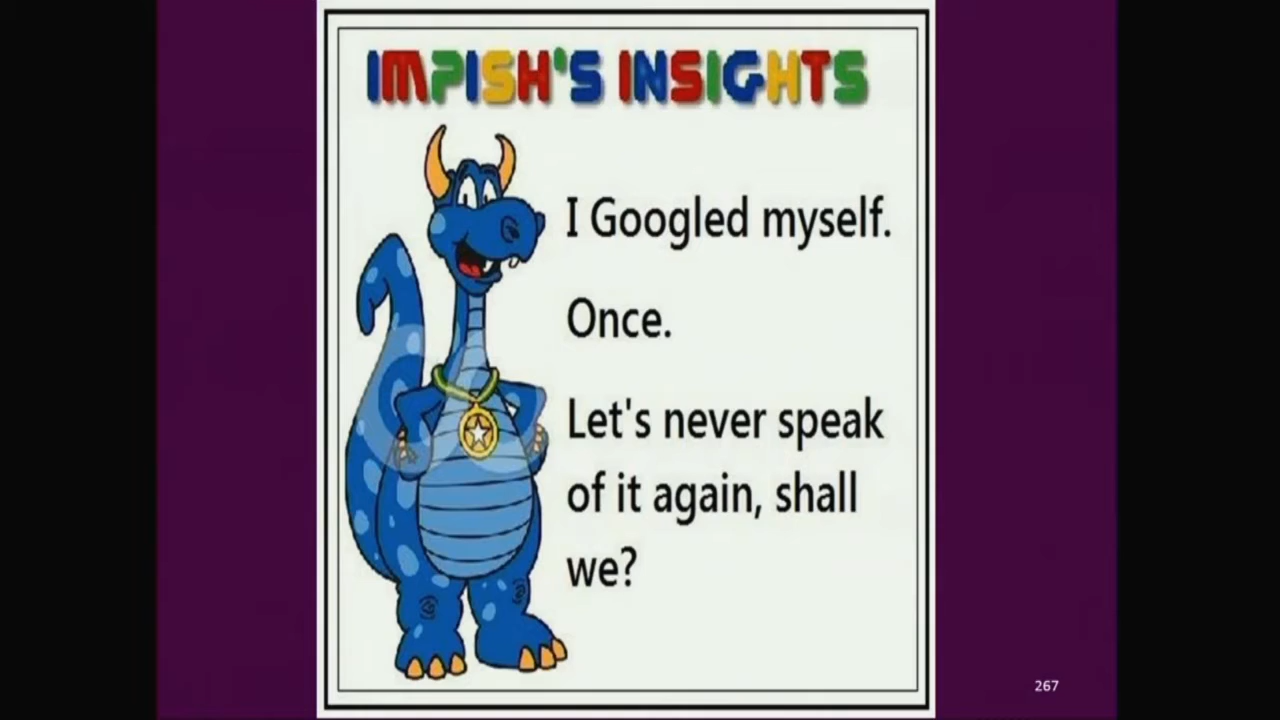 IMPISH'S INSIGHTS
I Googled myself.
Once.
Let's never speak
of it again, shall
we?
267